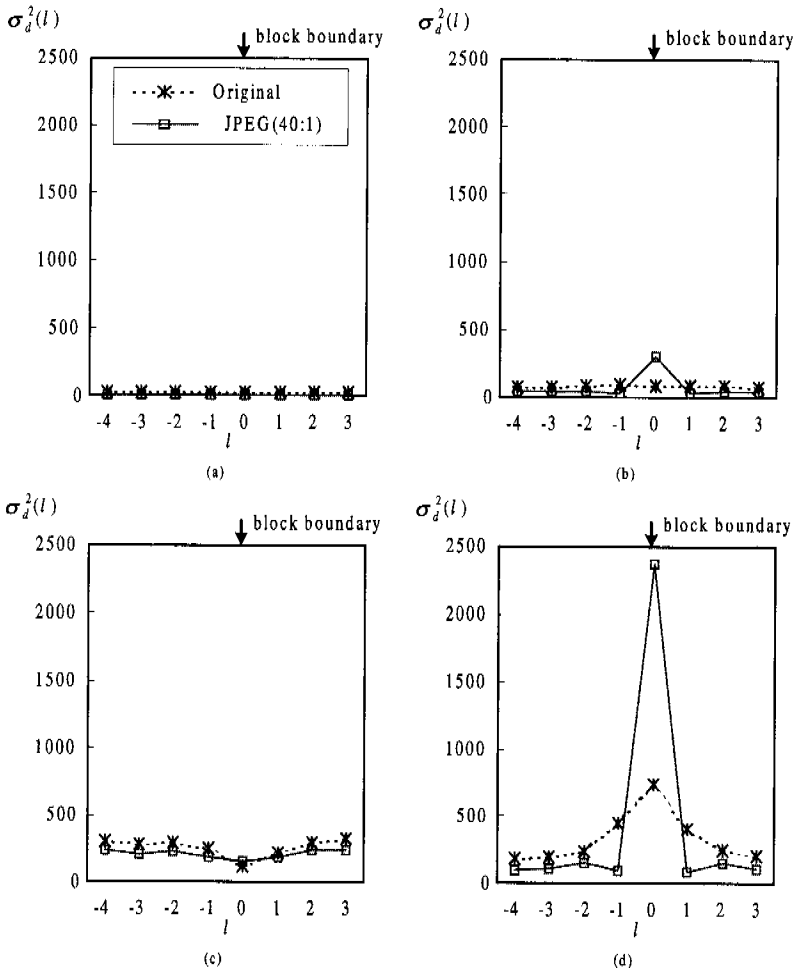 σ_d^2(l)
block boundary
2500
2000
1500
1000
500
0
Original
JPEG(40:1)
-4 -3 -2 -1 0 1 2 3
l
(a)
σ_d^2(l)
block boundary
2500
2000
1500
1000
500
0
-4 -3 -2 -1 0 1 2 3
l
(b)
σ_d^2(l)
block boundary
2500
2000
1500
1000
500
0
-4 -3 -2 -1 0 1 2 3
l
(c)
σ_d^2(l)
block boundary
2500
2000
1500
1000
500
0
-4 -3 -2 -1 0 1 2 3
l
(d)